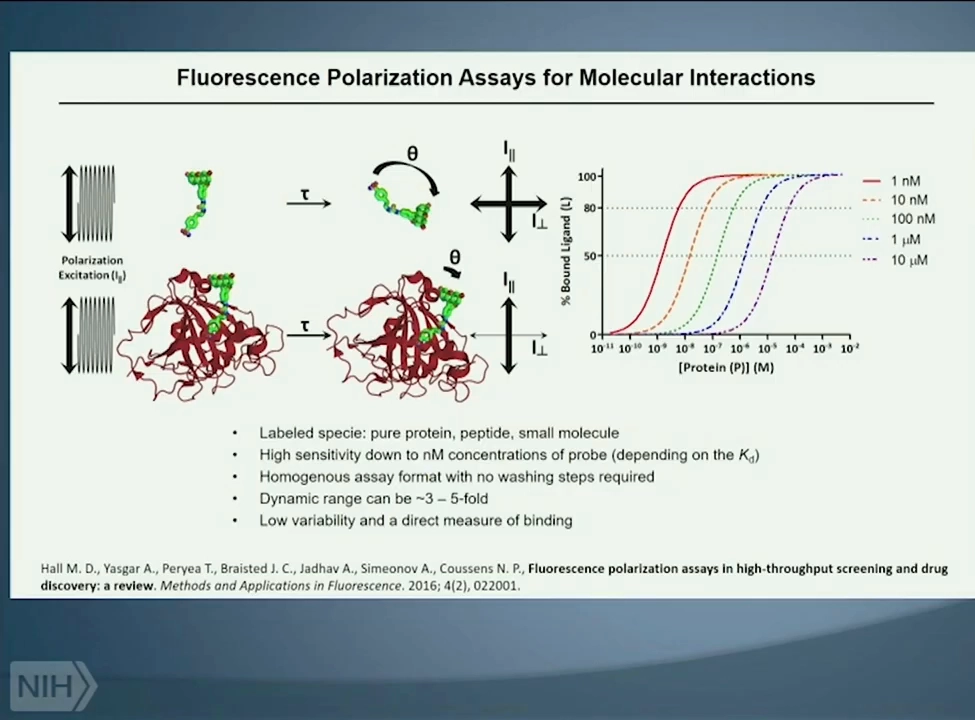 Fluorescence Polarization Assays for Molecular Interactions
Polarization
Excitation (I||)
τ
θ
I||
I⊥
τ
θ
I||
I⊥
% Bound Ligand (L)
100
80
50
0
10-11 10-10 10-9 10-8 10-7 10-6 10-5 10-4 10-3 10-2
[Protein (P)] (M)
1 nM
10 nM
100 nM
1 μM
10 μM
• Labeled specie: pure protein, peptide, small molecule
• High sensitivity down to nM concentrations of probe (depending on the Kd)
• Homogenous assay format with no washing steps required
• Dynamic range can be ~3 – 5-fold
• Low variability and a direct measure of binding
Hall M. D., Yasgar A., Peryea T., Braisted J. C., Jadhav A., Simeonov A., Coussens N. P., Fluorescence polarization assays in high-throughput screening and drug
discovery: a review. Methods and Applications in Fluorescence. 2016; 4(2), 022001.
NIH